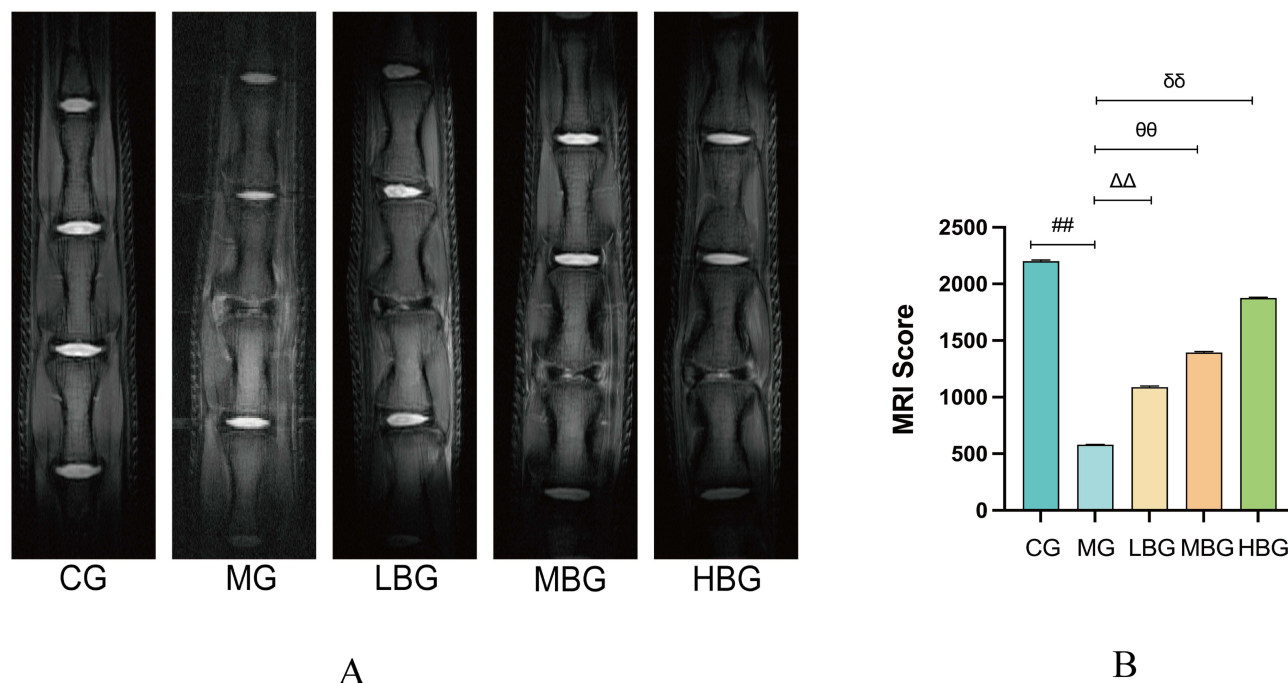 CG MG LBG MBG HBG
A
δδ
θθ
ΔΔ
##
MRI Score
2500
2000
1500
1000
500
0
CG MG LBG MBG HBG
B